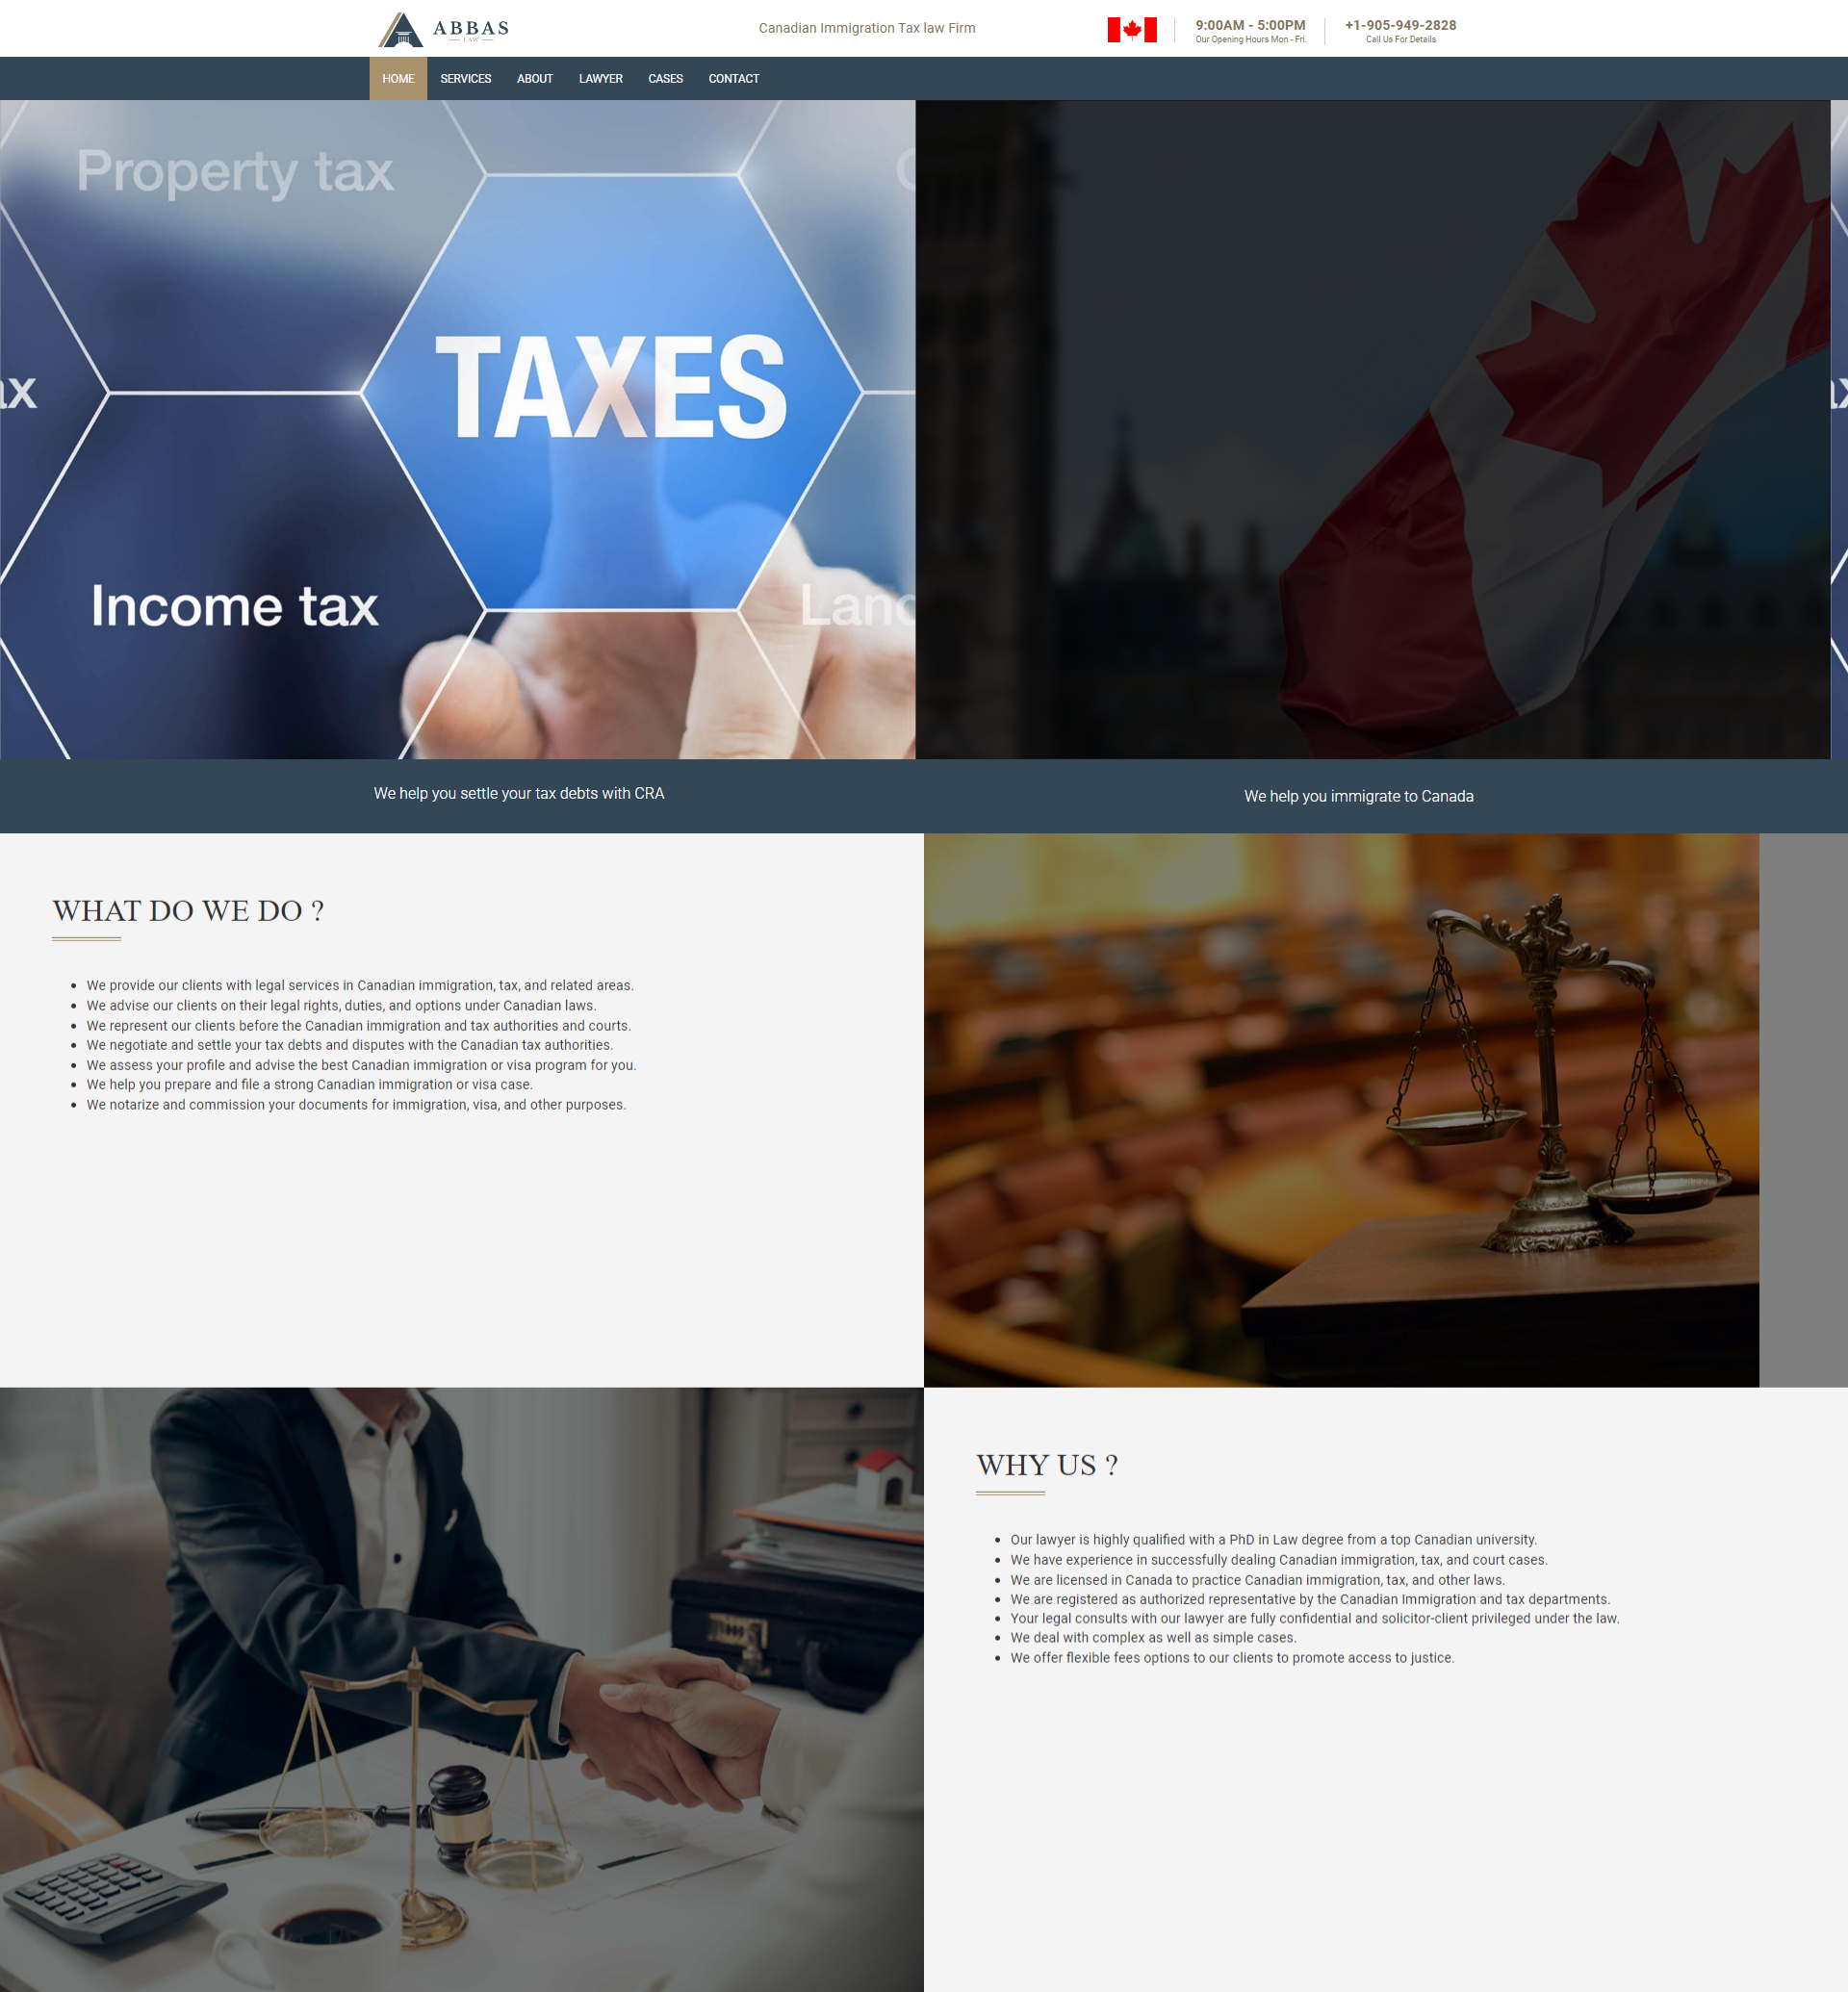 ABBAS
LAW
Canadian Immigration Tax law Firm
9:00AM - 5:00PM
Our Opening Hours Mon - Fri.
+1-905-949-2828
Call Us For Details
HOME SERVICES ABOUT LAWYER CASES CONTACT
Property tax
TAXES
Income tax
We help you settle your tax debts with CRA
We help you immigrate to Canada
WHAT DO WE DO ?
We provide our clients with legal services in Canadian immigration, tax, and related areas.
We advise our clients on their legal rights, duties, and options under Canadian laws.
We represent our clients before the Canadian immigration and tax authorities and courts.
We negotiate and settle your tax debts and disputes with the Canadian tax authorities.
We assess your profile and advise the best Canadian immigration or visa program for you.
We help you prepare and file a strong Canadian immigration or visa case.
We notarize and commission your documents for immigration, visa, and other purposes.
WHY US ?
Our lawyer is highly qualified with a PhD in Law degree from a top Canadian university.
We have experience in successfully dealing Canadian immigration, tax, and court cases.
We are licensed in Canada to practice Canadian immigration, tax, and other laws.
We are registered as authorized representative by the Canadian Immigration and tax departments.
Your legal consults with our lawyer are fully confidential and solicitor-client privileged under the law.
We deal with complex as well as simple cases.
We offer flexible fees options to our clients to promote access to justice.